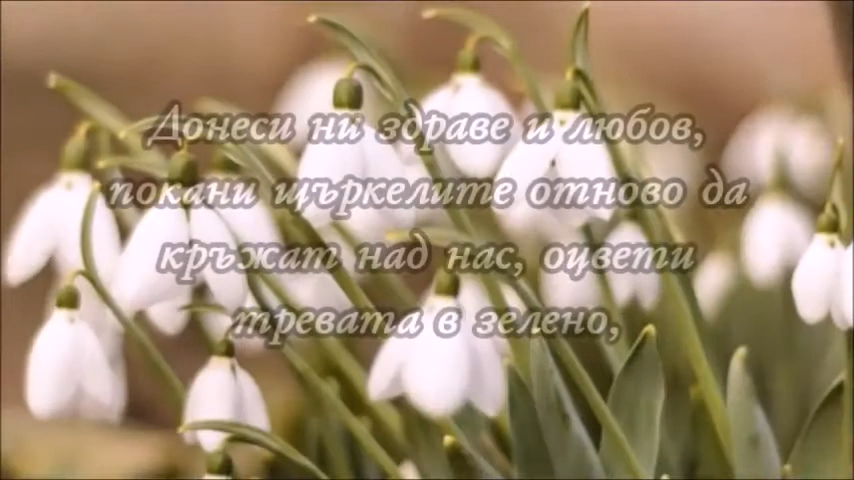 Донеси ни здраве и любов,
покани щъркелите отново да
кръжат над нас, оцвети
тревата в зелено,